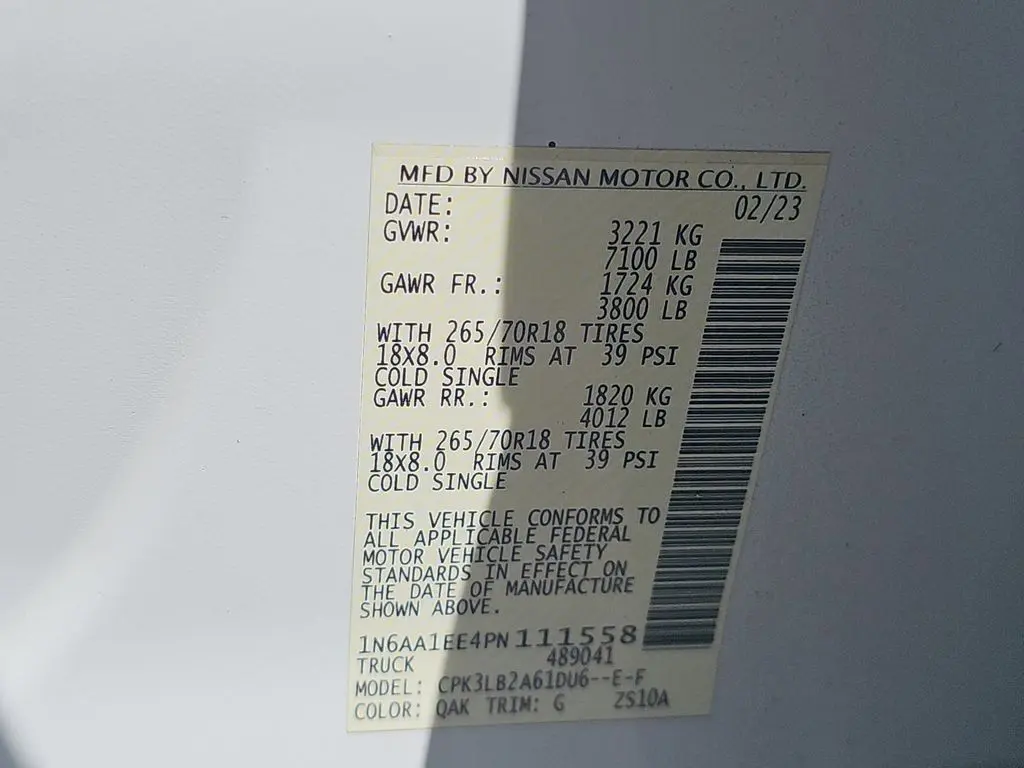 MFD BY NISSAN MOTOR CO., LTD.
DATE: 02/23
GVWR: 3221 KG
7100 LB
GAWR FR.: 1724 KG
3800 LB
WITH 265/70R18 TIRES
18X8.0 RIMS AT 39 PSI
COLD SINGLE
GAWR RR.: 1820 KG
4012 LB
WITH 265/70R18 TIRES
18X8.0 RIMS AT 39 PSI
COLD SINGLE
THIS VEHICLE CONFORMS TO
ALL APPLICABLE FEDERAL
MOTOR VEHICLE SAFETY
STANDARDS IN EFFECT ON
THE DATE OF MANUFACTURE
SHOWN ABOVE.
1N6AA1EE4PN111558
TRUCK 489041
MODEL: CPK3LB2A61DU6--E-F
COLOR: QAK TRIM: G ZS10A